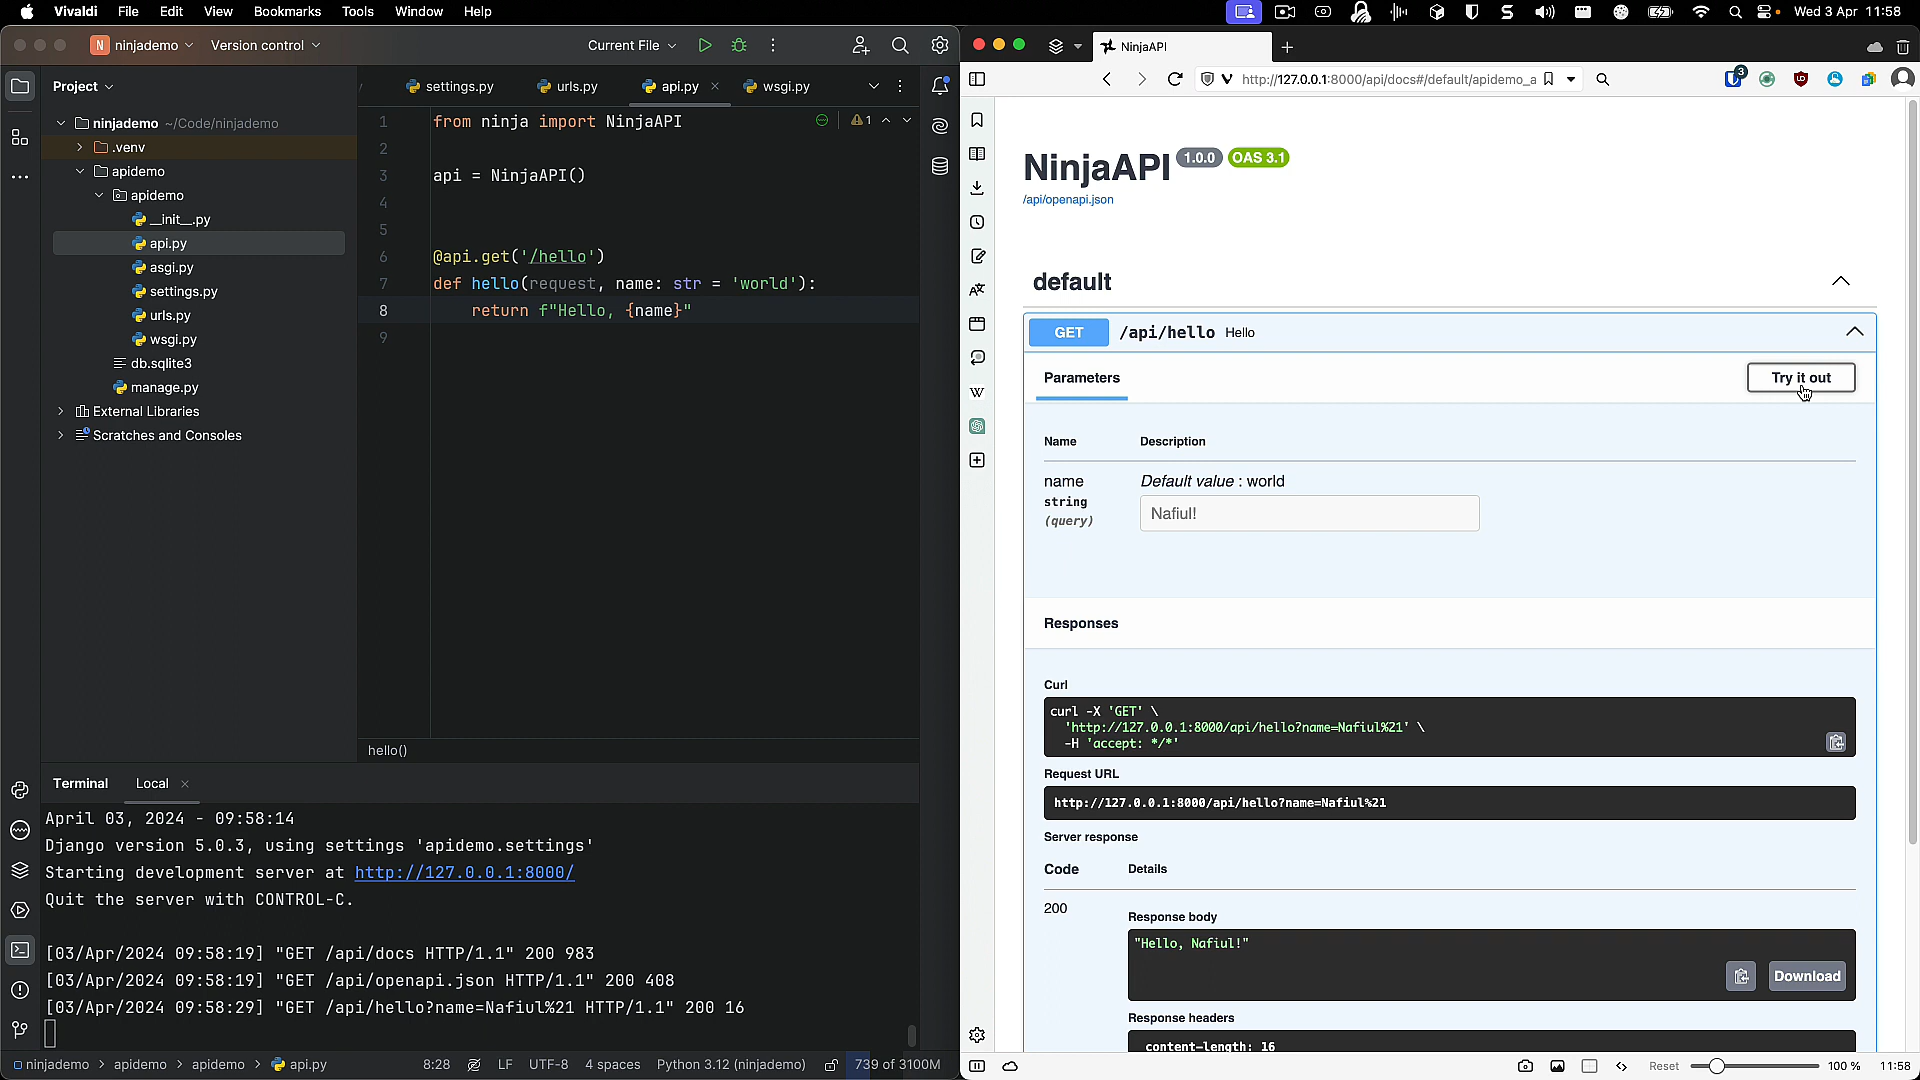 Vivaldi File Edit View Bookmarks Tools Window Help
Wed 3 Apr 11:58
N ninjademo Version control
Current File
Project
ninjademo ~/Code/ninjademo
.venv
apidemo
apidemo
__init__.py
api.py
asgi.py
settings.py
urls.py
wsgi.py
db.sqlite3
manage.py
External Libraries
Scratches and Consoles
settings.py urls.py api.py wsgi.py
1 from ninja import NinjaAPI
1
2
3 api = NinjaAPI()
4
5
6 @api.get('/hello')
7 def hello(request, name: str = 'world'):
8 return f"Hello, {name}"
9
hello()
Terminal Local
April 03, 2024 - 09:58:14
Django version 5.0.3, using settings 'apidemo.settings'
Starting development server at http://127.0.0.1:8000/
Quit the server with CONTROL-C.
[03/Apr/2024 09:58:19] "GET /api/docs HTTP/1.1" 200 983
[03/Apr/2024 09:58:19] "GET /api/openapi.json HTTP/1.1" 200 408
[03/Apr/2024 09:58:29] "GET /api/hello?name=Nafiul%21 HTTP/1.1" 200 16
ninjademo > apidemo > apidemo > api.py
8:28 LF UTF-8 4 spaces Python 3.12 (ninjademo) 739 of 3100M
NinjaAPI
http://127.0.0.1:8000/api/docs#/default/apidemo_a
3
W
NinjaAPI 1.0.0 OAS 3.1
/api/openapi.json
default
GET /api/hello Hello
Parameters
Try it out
Name Description
name
string
(query)
Default value : world
Nafiul!
Responses
Curl
curl -X 'GET' \
'http://127.0.0.1:8000/api/hello?name=Nafiul%21' \
-H 'accept: */*'
Request URL
http://127.0.0.1:8000/api/hello?name=Nafiul%21
Server response
Code Details
200
Response body
"Hello, Nafiul!"
Download
Response headers
content-length: 16
Reset 100 % 11:58